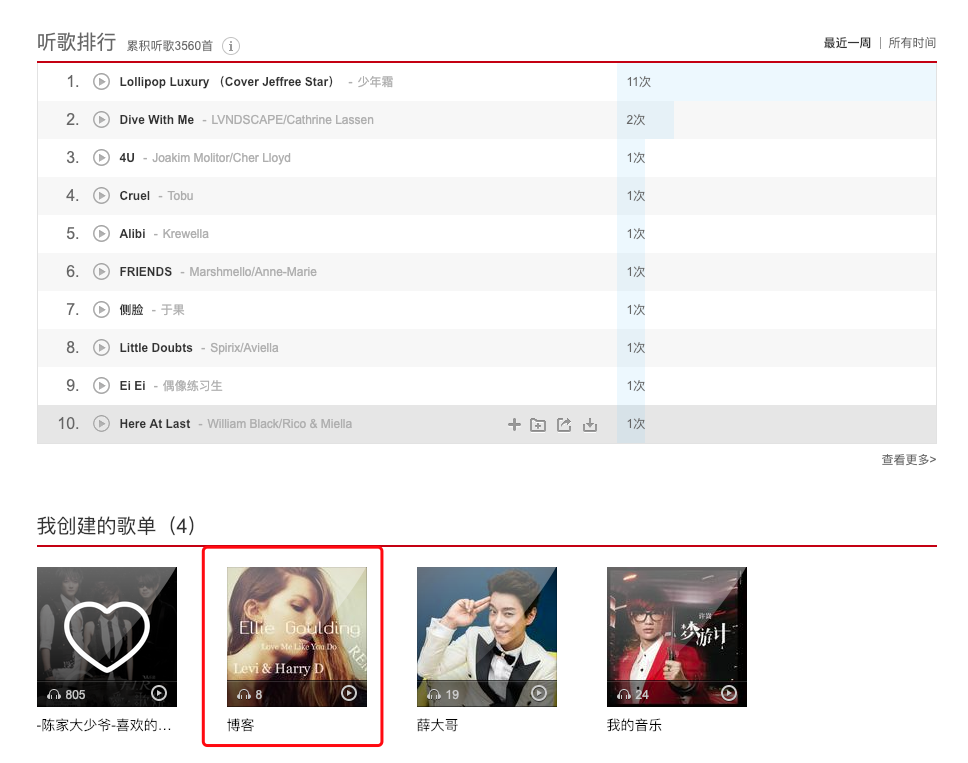 听歌排行 累积听歌3560首 最近一周 | 所有时间
1. Lollipop Luxury （Cover Jeffree Star） - 少年霜 11次
2. Dive With Me - LVNDSCAPE/Cathrine Lassen 2次
3. 4U - Joakim Molitor/Cher Lloyd 1次
4. Cruel - Tobu 1次
5. Alibi - Krewella 1次
6. FRIENDS - Marshmello/Anne-Marie 1次
7. 侧脸 - 于果 1次
8. Little Doubts - Spirix/Aviella 1次
9. Ei Ei - 偶像练习生 1次
10. Here At Last - William Black/Rico & Miella 1次
查看更多>
我创建的歌单（4）
Ellie Goulding
Love Me Like You Do
Levi & Harry D
梦游计
805 8 19 24
-陈家大少爷-喜欢的... 博客 薛大哥 我的音乐